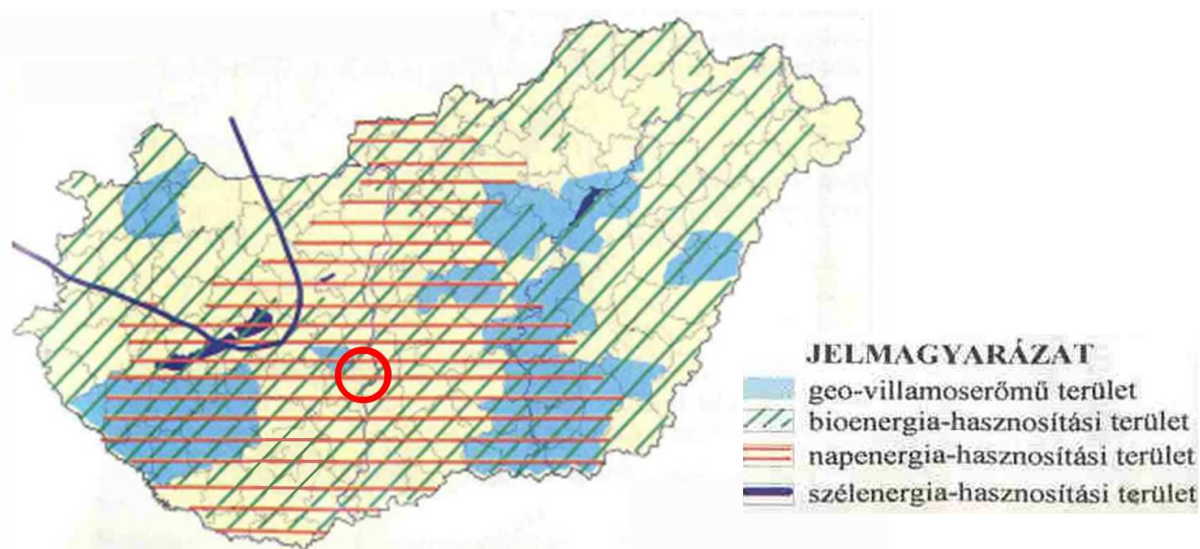 JELMAGYARÁZAT
geo-villamoserőmű terület
bioenergia-hasznosítási terület
napenergia-hasznosítási terület
szélenergia-hasznosítási terület